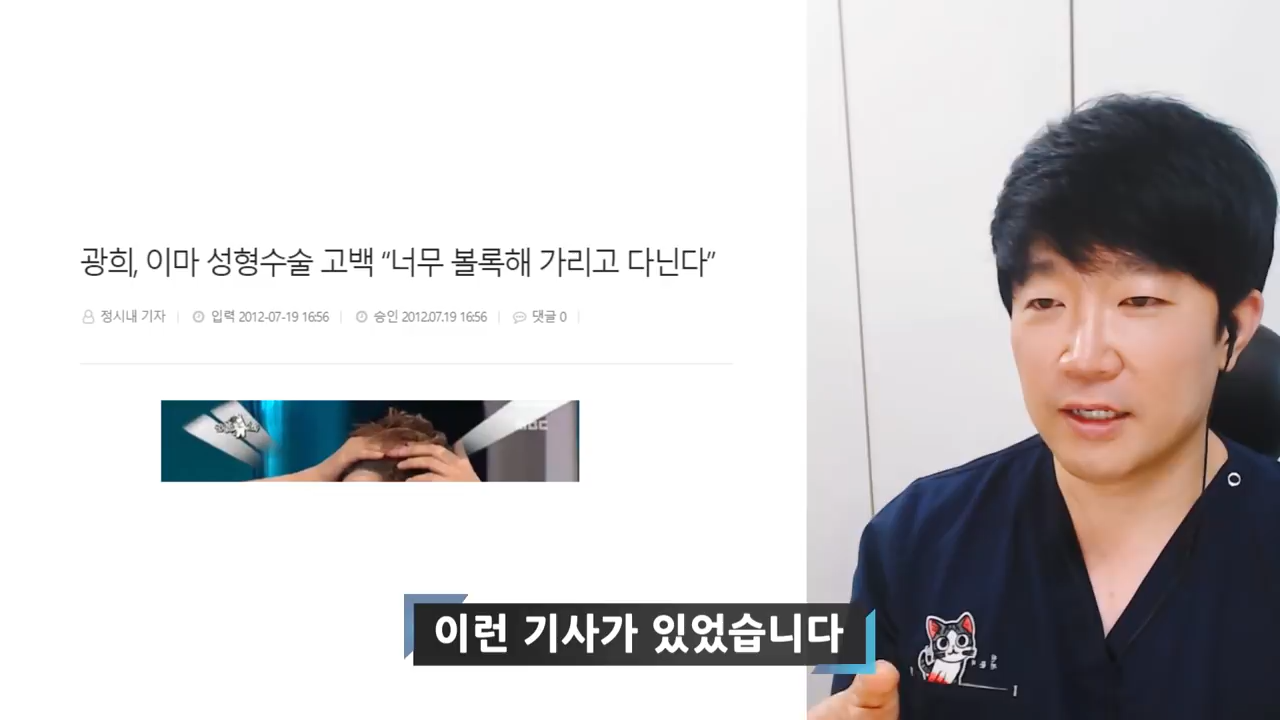 광희, 이마 성형수술 고백 “너무 볼록해 가리고 다닌다”
정시내 기자 | 입력 2012-07-19 16:56 | 승인 2012.07.19 16:56 | 댓글 0 |
MBC
이런 기사가 있었습니다